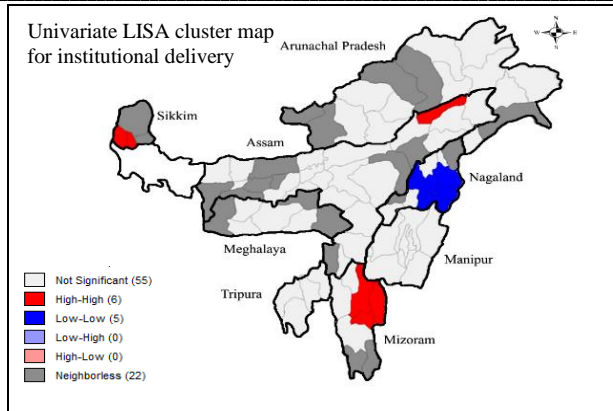 Univariate LISA cluster map
for institutional delivery
Arunachal Pradesh
W E
Sikkim
Assam
Nagaland
Meghalaya
Manipur
Tripura
Mizoram
Not Significant (55)
High-High (6)
Low-Low (5)
Low-High (0)
High-Low (0)
Neighborless (22)